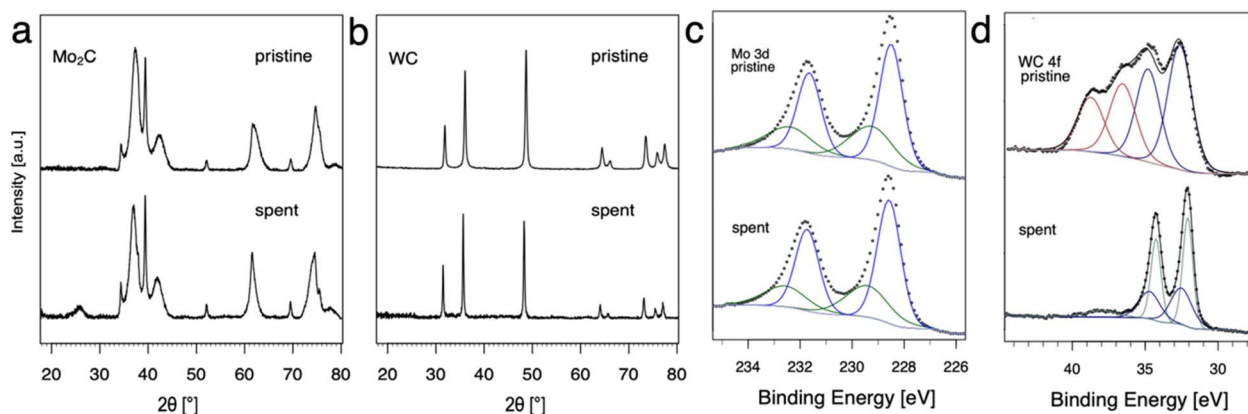 a
Mo₂C
pristine
spent
Intensity [a.u.]
20 30 40 50 60 70 80
2θ [°]
b
WC
pristine
spent
20 30 40 50 60 70 80
2θ [°]
c
Mo 3d
pristine
spent
234 232 230 228 226
Binding Energy [eV]
d
WC 4f
pristine
spent
40 35 30
Binding Energy [eV]